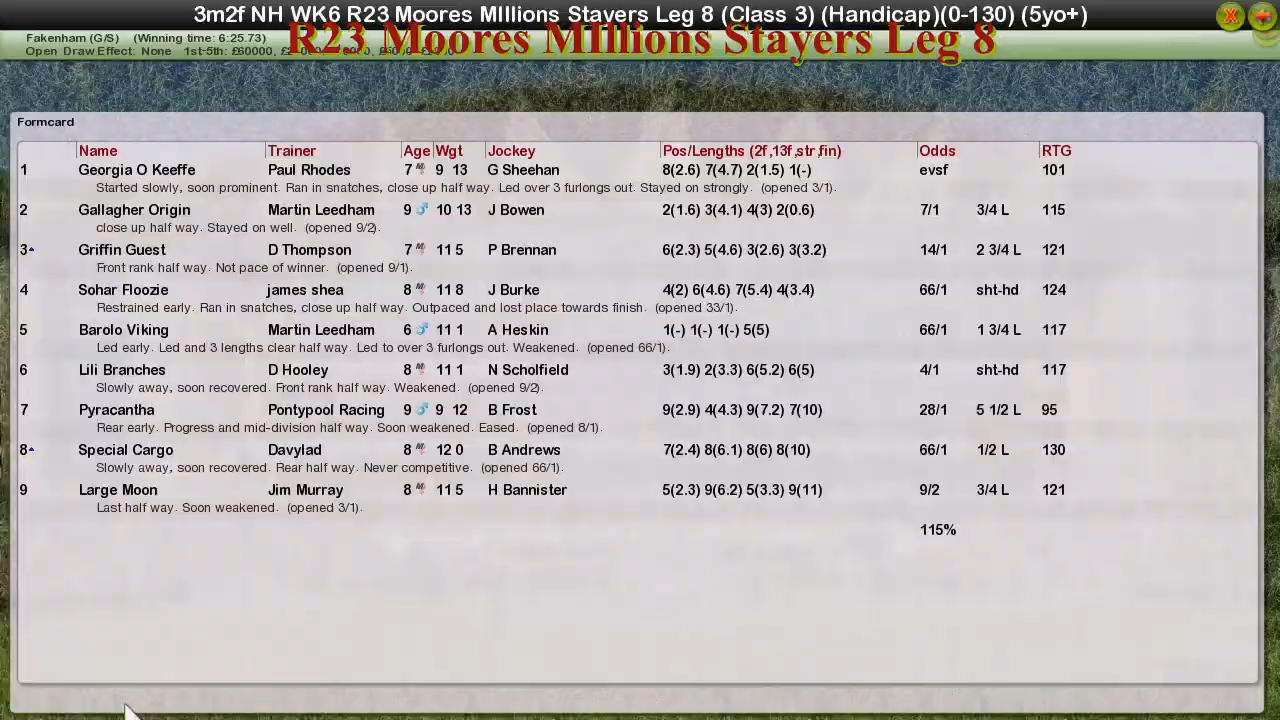 3m2f NH WK6 R23 Moores MIllions Stayers Leg 8 (Class 3) (Handicap)(0-130) (5yo+)
R23 Moores MIllions Stayers Leg 8
Fakenham (G/S) (Winning time: 6:25.73)
Open Draw Effect: None 1st-5th: £60000,
Formcard
Name Trainer Age Wgt Jockey Pos/Lengths (2f,13f,str,fin) Odds RTG
1 Georgia O Keeffe Paul Rhodes 7 9 13 G Sheehan 8(2.6) 7(4.7) 2(1.5) 1(-) evsf 101
Started slowly, soon prominent. Ran in snatches, close up half way. Led over 3 furlongs out. Stayed on strongly. (opened 3/1).
2 Gallagher Origin Martin Leedham 9 ♂ 10 13 J Bowen 2(1.6) 3(4.1) 4(3) 2(0.6) 7/1 3/4 L 115
close up half way. Stayed on well. (opened 9/2).
3 Griffin Guest D Thompson 7 11 5 P Brennan 6(2.3) 5(4.6) 3(2.6) 3(3.2) 14/1 2 3/4 L 121
Front rank half way. Not pace of winner. (opened 9/1).
4 Sohar Floozie james shea 8 11 8 J Burke 4(2) 6(4.6) 7(5.4) 4(3.4) 66/1 sht-hd 124
Restrained early. Ran in snatches, close up half way. Outpaced and lost place towards finish. (opened 33/1).
5 Barolo Viking Martin Leedham 6 ♂ 11 1 A Heskin 1(-) 1(-) 1(-) 5(5) 66/1 1 3/4 L 117
Led early. Led and 3 lengths clear half way. Led to over 3 furlongs out. Weakened. (opened 66/1).
6 Lili Branches D Hooley 8 11 1 N Scholfield 3(1.9) 2(3.3) 6(5.2) 6(5) 4/1 sht-hd 117
Slowly away, soon recovered. Front rank half way. Weakened. (opened 9/2).
7 Pyracantha Pontypool Racing 9 ♂ 9 12 B Frost 9(2.9) 4(4.3) 9(7.2) 7(10) 28/1 5 1/2 L 95
Rear early. Progress and mid-division half way. Soon weakened. Eased. (opened 8/1).
8 Special Cargo Davylad 8 12 0 B Andrews 7(2.4) 8(6.1) 8(6) 8(10) 66/1 1/2 L 130
Slowly away, soon recovered. Rear half way. Never competitive. (opened 66/1).
9 Large Moon Jim Murray 8 11 5 H Bannister 5(2.3) 9(6.2) 5(3.3) 9(11) 9/2 3/4 L 121
Last half way. Soon weakened. (opened 3/1).
115%